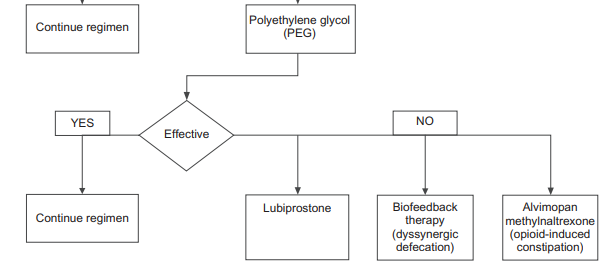 Continue regimen
Polyethylene glycol
(PEG)
YES
Effective
NO
Continue regimen
Lubiprostone
Biofeedback
therapy
(dyssynergic
defecation)
Alvimopan
methylnaltrexone
(opioid-induced
constipation)